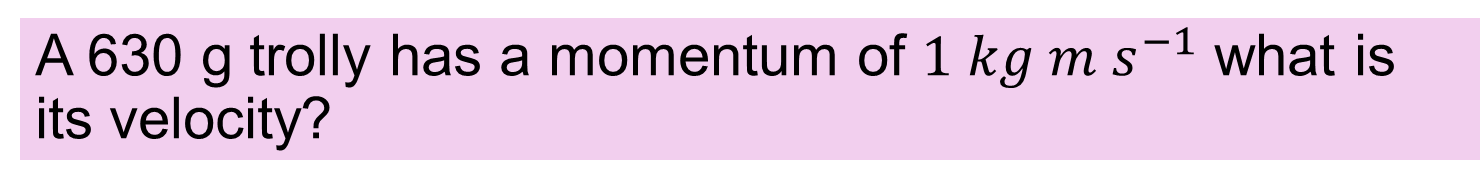 A 630 g trolly has a momentum of 1 kg m s⁻¹ what is
its velocity?